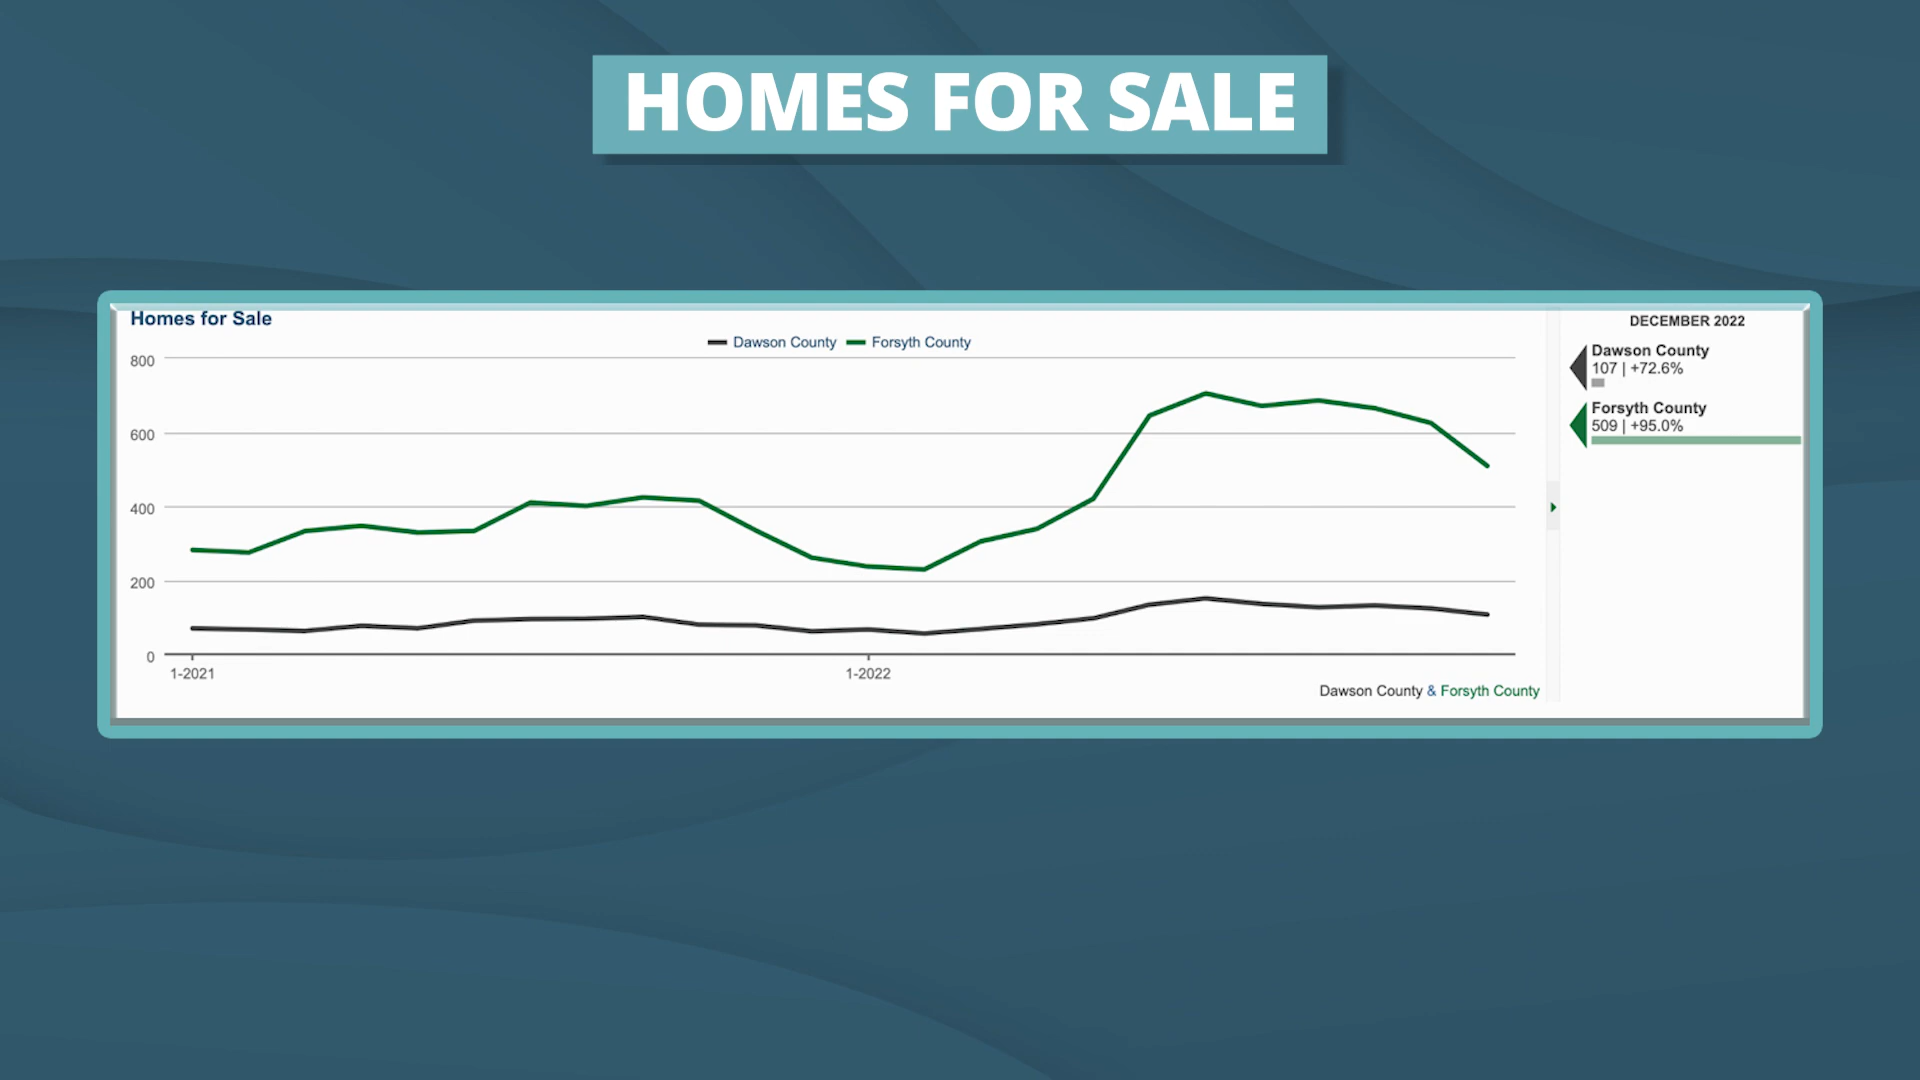 HOMES FOR SALE
Homes for Sale
Dawson County Forsyth County
800
600
400
200
0
1-2021 1-2022
Dawson County & Forsyth County
DECEMBER 2022
Dawson County
107 | +72.6%
Forsyth County
509 | +95.0%